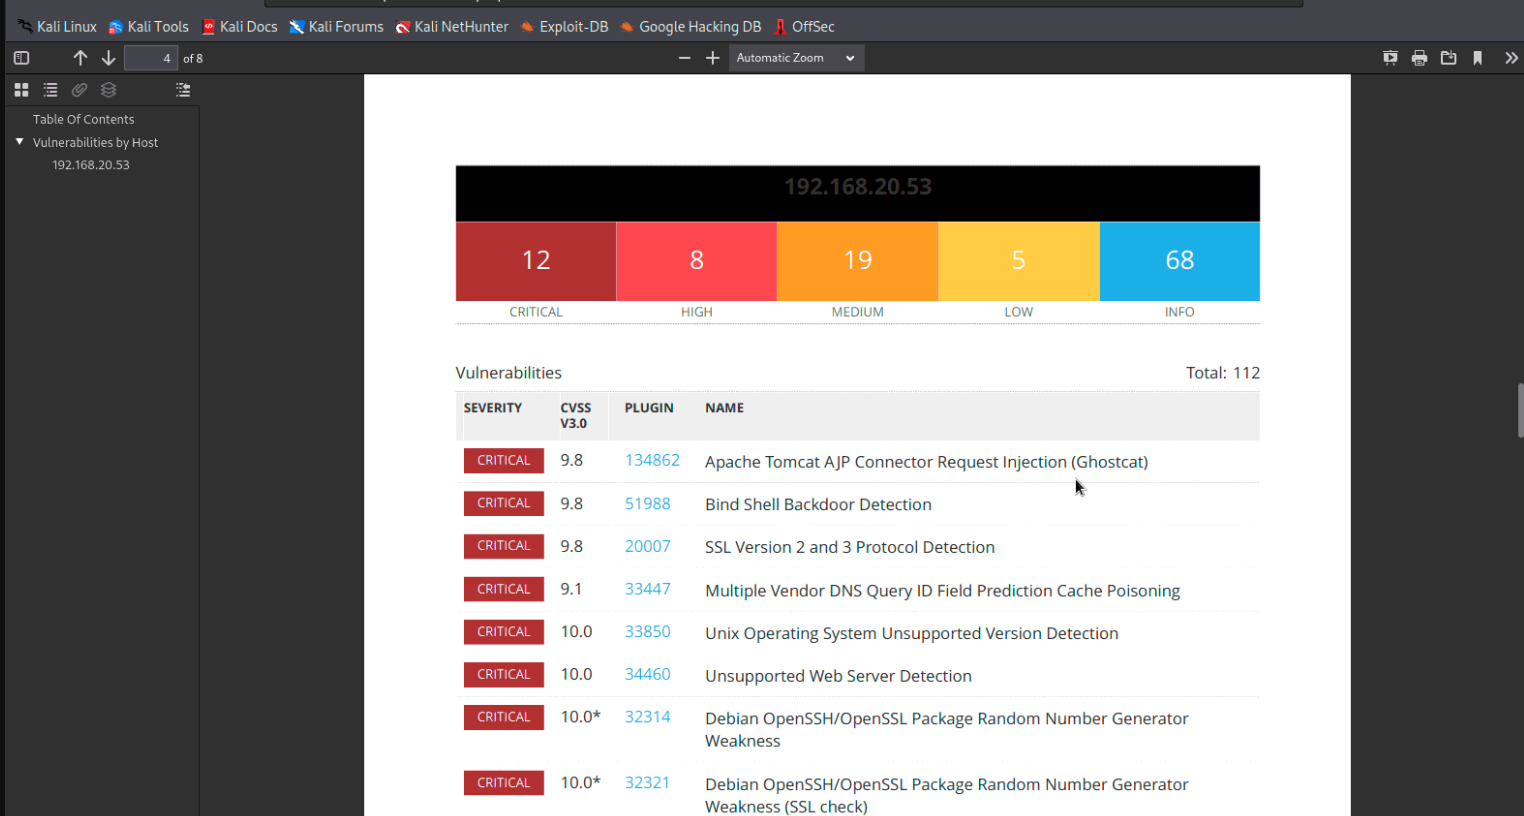 Kali Linux Kali Tools Kali Docs Kali Forums Kali NetHunter Exploit-DB Google Hacking DB OffSec
4 of 8 Automatic Zoom
Table Of Contents
Vulnerabilities by Host
192.168.20.53
192.168.20.53
12 8 19 5 68
CRITICAL HIGH MEDIUM LOW INFO
Vulnerabilities Total: 112
SEVERITY CVSS V3.0 PLUGIN NAME
CRITICAL 9.8 134862 Apache Tomcat AJP Connector Request Injection (Ghostcat)
CRITICAL 9.8 51988 Bind Shell Backdoor Detection
CRITICAL 9.8 20007 SSL Version 2 and 3 Protocol Detection
CRITICAL 9.1 33447 Multiple Vendor DNS Query ID Field Prediction Cache Poisoning
CRITICAL 10.0 33850 Unix Operating System Unsupported Version Detection
CRITICAL 10.0 34460 Unsupported Web Server Detection
CRITICAL 10.0* 32314 Debian OpenSSH/OpenSSL Package Random Number Generator
Weakness
CRITICAL 10.0* 32321 Debian OpenSSH/OpenSSL Package Random Number Generator
Weakness (SSL check)